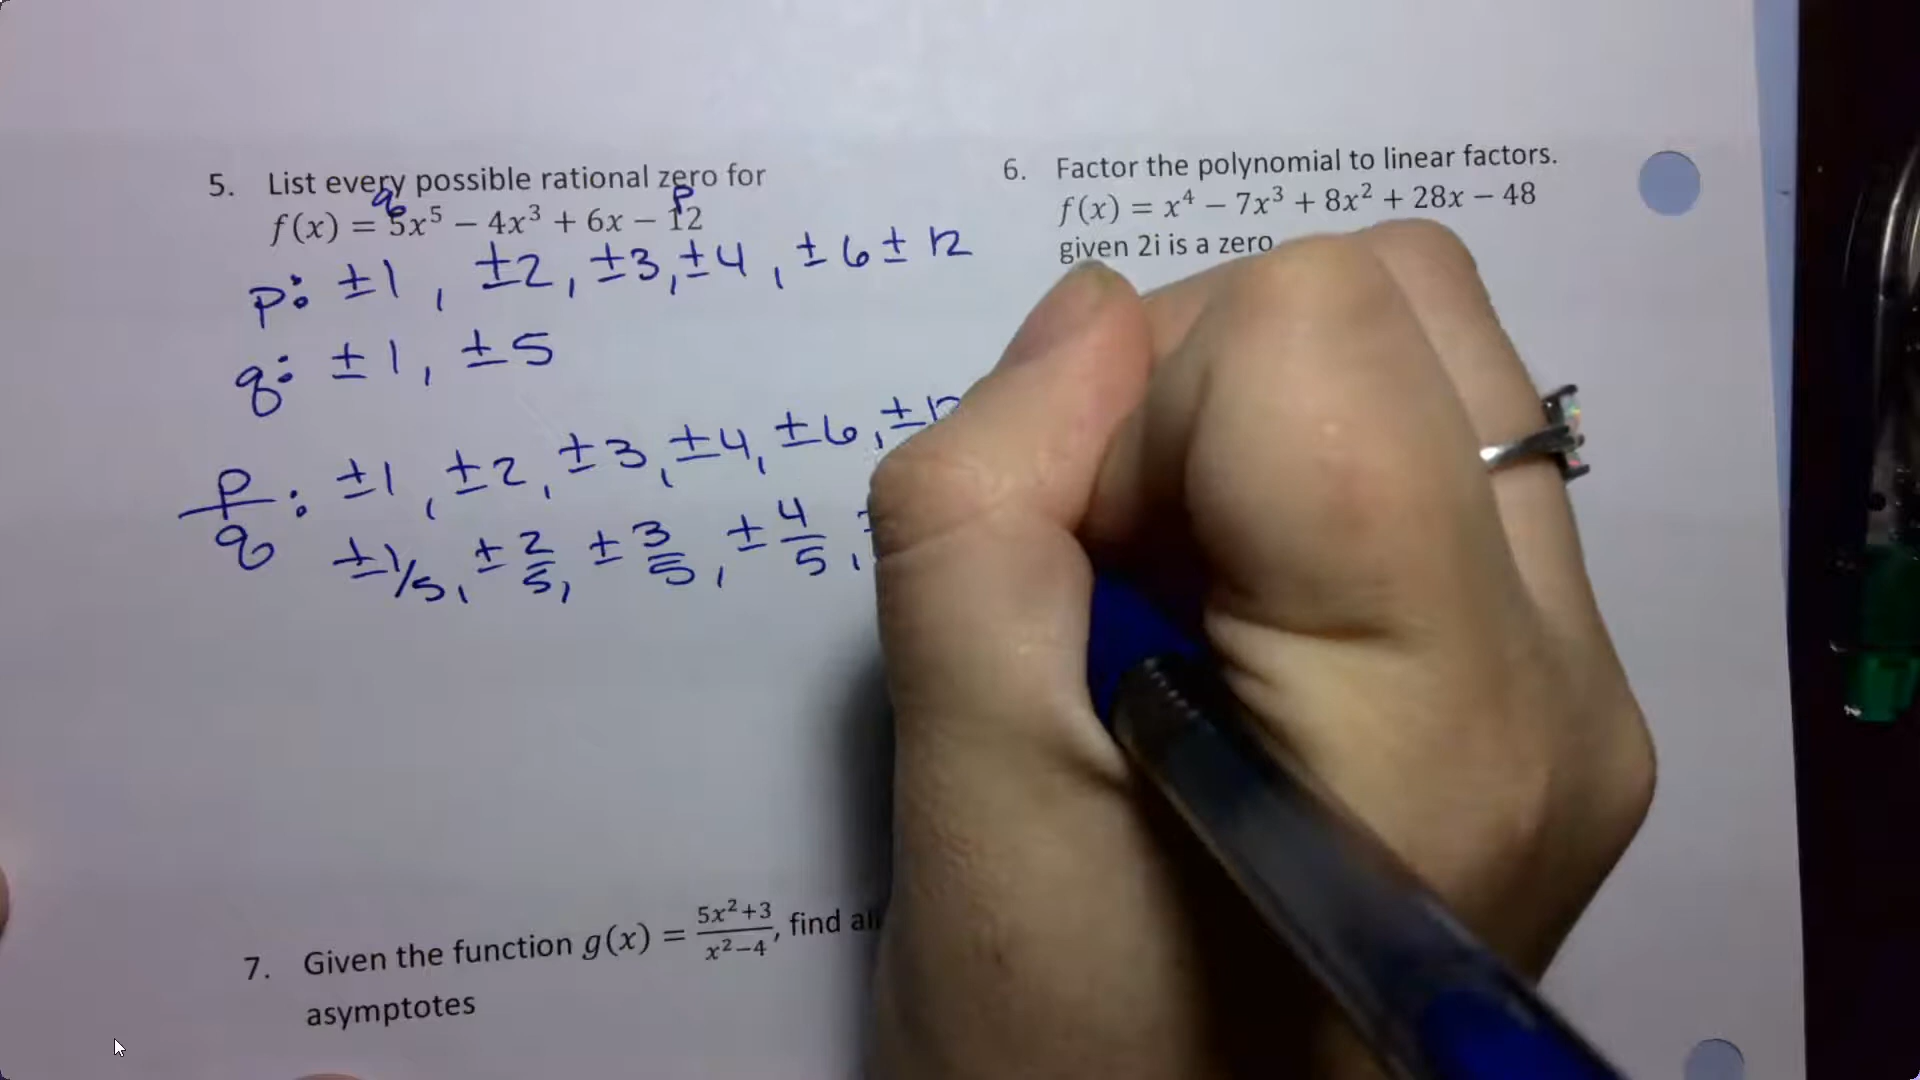 5. List every possible rational zero for
q p
f(x) = 5x⁵ − 4x³ + 6x − 12
p: ±1, ±2, ±3, ±4, ±6 ±12
q: ±1, ±5
p/q: ±1, ±2, ±3, ±4, ±6, ±12
±1/5, ±2/5, ±3/5, ±4/5,
6. Factor the polynomial to linear factors.
f(x) = x⁴ − 7x³ + 8x² + 28x − 48
given 2i is a zero
7. Given the function g(x) = (5x²+3)/(x²−4), find all
asymptotes